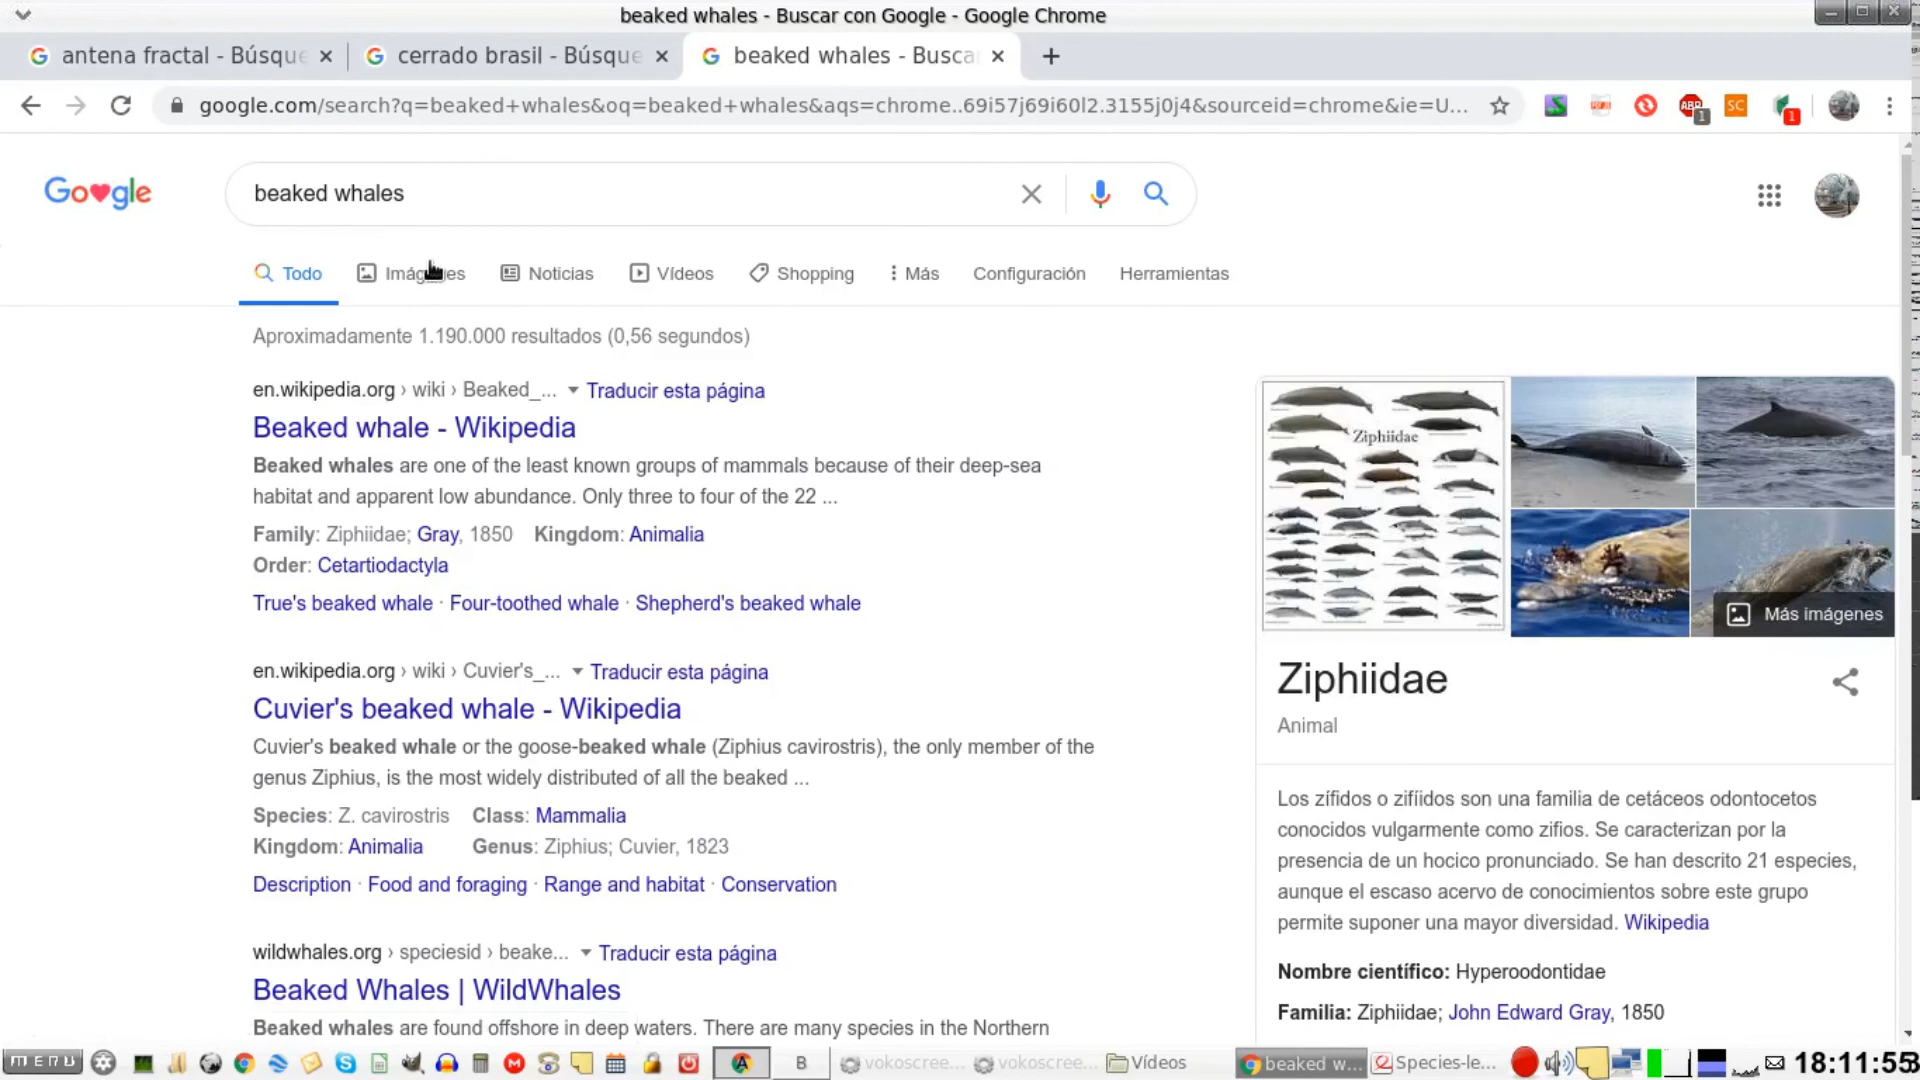 beaked whales - Buscar con Google - Google Chrome
antena fractal - Búsque
cerrado brasil - Búsque
beaked whales - Busca
google.com/search?q=beaked+whales&oq=beaked+whales&aqs=chrome..69i57j69i60l2.3155j0j4&sourceid=chrome&ie=U...
ABP 1
SC
1
Google
beaked whales
Todo
Imágenes
Noticias
Vídeos
Shopping
Más
Configuración
Herramientas
Aproximadamente 1.190.000 resultados (0,56 segundos)
en.wikipedia.org › wiki › Beaked_... Traducir esta página
Beaked whale - Wikipedia
Beaked whales are one of the least known groups of mammals because of their deep-sea
habitat and apparent low abundance. Only three to four of the 22 ...
Family: Ziphiidae; Gray, 1850 Kingdom: Animalia
Order: Cetartiodactyla
True's beaked whale · Four-toothed whale · Shepherd's beaked whale
en.wikipedia.org › wiki › Cuvier's_... Traducir esta página
Cuvier's beaked whale - Wikipedia
Cuvier's beaked whale or the goose-beaked whale (Ziphius cavirostris), the only member of the
genus Ziphius, is the most widely distributed of all the beaked ...
Species: Z. cavirostris Class: Mammalia
Kingdom: Animalia Genus: Ziphius; Cuvier, 1823
Description · Food and foraging · Range and habitat · Conservation
wildwhales.org › speciesid › beake... Traducir esta página
Beaked Whales | WildWhales
Beaked whales are found offshore in deep waters. There are many species in the Northern
Ziphiidae
Más imágenes
Ziphiidae
Animal
Los zífidos o zifíidos son una familia de cetáceos odontocetos
conocidos vulgarmente como zifios. Se caracterizan por la
presencia de un hocico pronunciado. Se han descrito 21 especies,
aunque el escaso acervo de conocimientos sobre este grupo
permite suponer una mayor diversidad. Wikipedia
Nombre científico: Hyperoodontidae
Familia: Ziphiidae; John Edward Gray, 1850
MENU
B
vokoscree...
vokoscree...
Vídeos
beaked w...
Species-le...
18:11:55